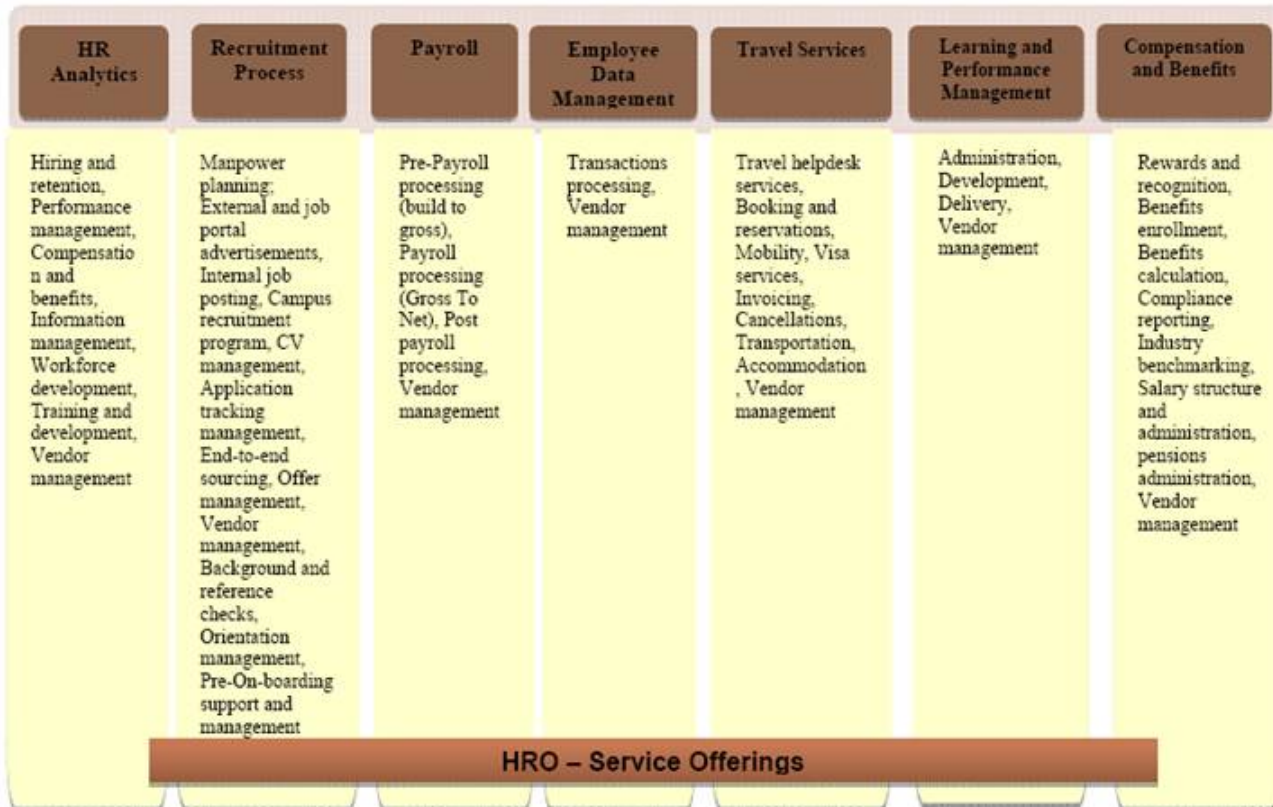 HR
Analytics
Recruitment
Process
Payroll
Employee
Data
Management
Travel Services
Learning and
Performance
Management
Compensation
and Benefits
Hiring and
retention,
Performance
management,
Compensatio
n and
benefits,
Information
management,
Workforce
development,
Training and
development,
Vendor
management
Manpower
planning;
External and job
portal
advertisements,
Internal job
posting, Campus
recruitment
program, CV
management,
Application
tracking
management,
End-to-end
sourcing, Offer
management,
Vendor
management,
Background and
reference
checks,
Orientation
management,
Pre-On-boarding
support and
management
Pre-Payroll
processing
(build to
gross),
Payroll
processing
(Gross To
Net), Post
payroll
processing,
Vendor
management
Transactions
processing,
Vendor
management
Travel helpdesk
services,
Booking and
reservations,
Mobility, Visa
services,
Invoicing,
Cancellations,
Transportation,
Accommodation
, Vendor
management
Administration,
Development,
Delivery,
Vendor
management
Rewards and
recognition,
Benefits
enrollment,
Benefits
calculation,
Compliance
reporting,
Industry
benchmarking,
Salary structure
and
administration,
pensions
administration,
Vendor
management
HRO – Service Offerings